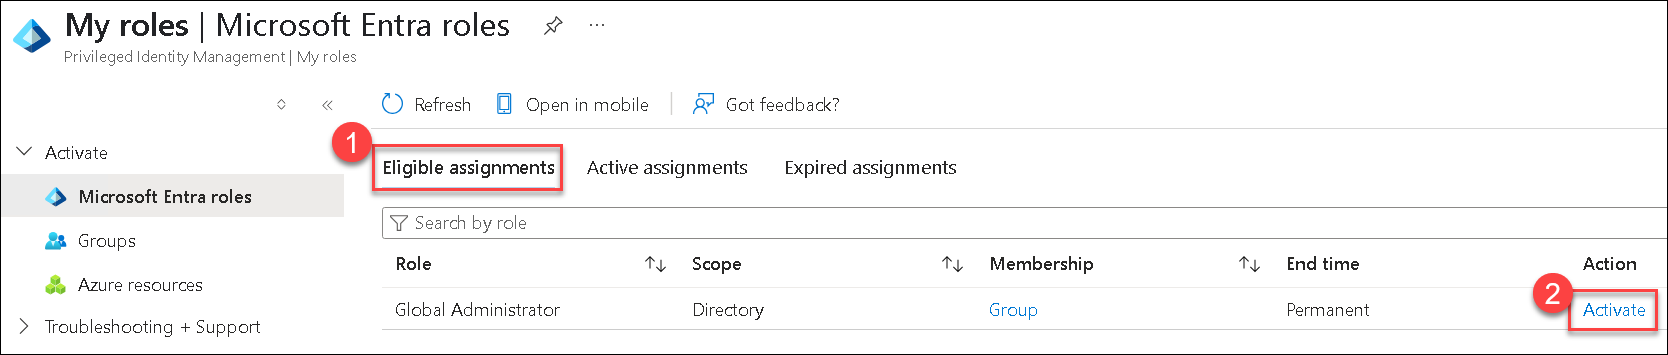 My roles | Microsoft Entra roles ...
Privileged Identity Management | My roles
« Refresh Open in mobile Got feedback?
1
Activate
Eligible assignments Active assignments Expired assignments
Microsoft Entra roles
Search by role
Groups
Role Scope Membership End time Action
Azure resources
2
Global Administrator Directory Group Permanent Activate
Troubleshooting + Support